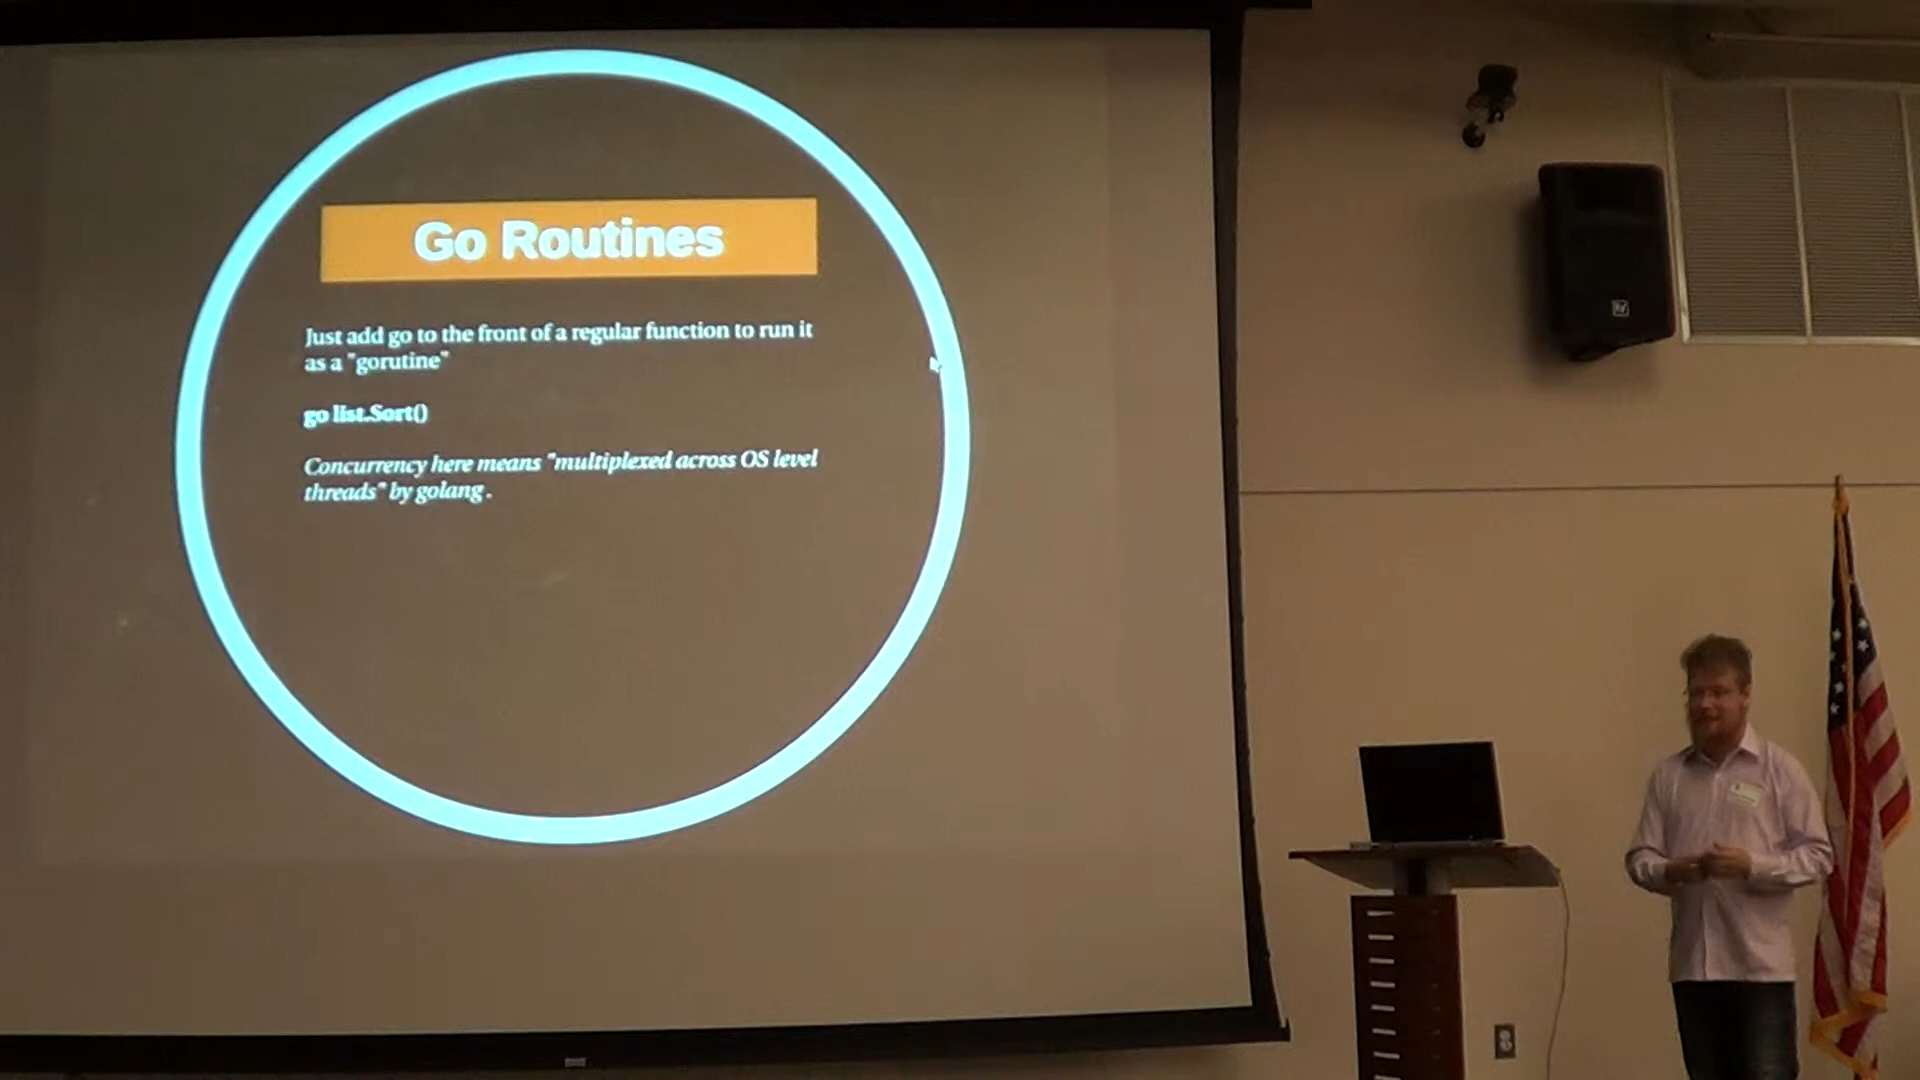 Go Routines
Just add go to the front of a regular function to run it
as a "gorutine"
go list.Sort()
Concurrency here means "multiplexed across OS level
threads" by golang.